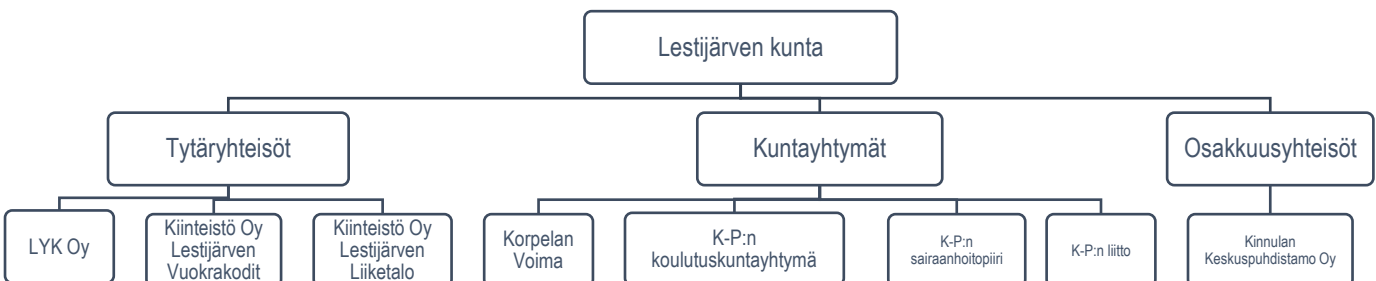 Lestijärven kunta
Tytäryhteisöt
Kuntayhtymät
Osakkuusyhteisöt
LYK Oy
Kiinteistö Oy
Lestijärven
Vuokrakodit
Kiinteistö Oy
Lestijärven
Liiketalo
Korpelan
Voima
K-P:n
koulutuskuntayhtymä
K-P:n
sairaanhoitopiiri
K-P:n liitto
Kinnulan
Keskuspuhdistamo Oy